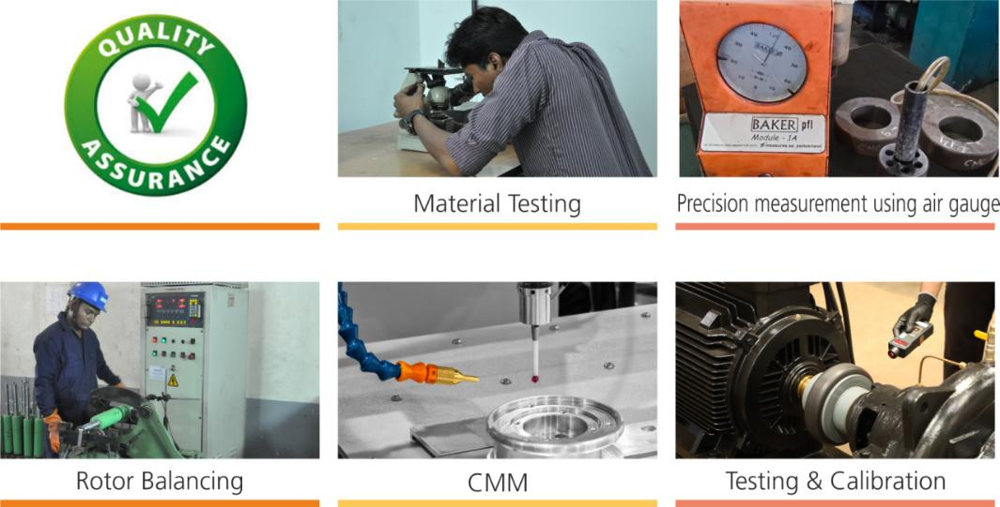 QUALITY
ASSURANCE
Material Testing
BAKER pfl
Module - 1A
Precision measurement using air gauge
Rotor Balancing
CMM
Testing & Calibration